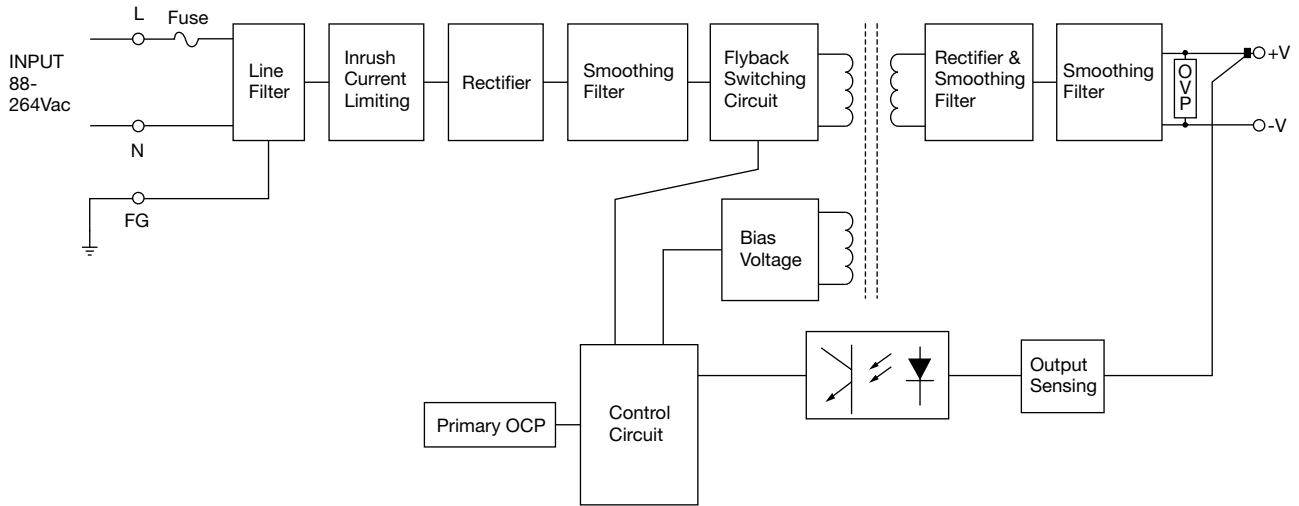 L
Fuse
INPUT
88-
264Vac
N
FG
Line
Filter
Inrush
Current
Limiting
Rectifier
Smoothing
Filter
Flyback
Switching
Circuit
Rectifier &
Smoothing
Filter
Smoothing
Filter
O
V
P
+V
-V
Bias
Voltage
Output
Sensing
Primary OCP
Control
Circuit